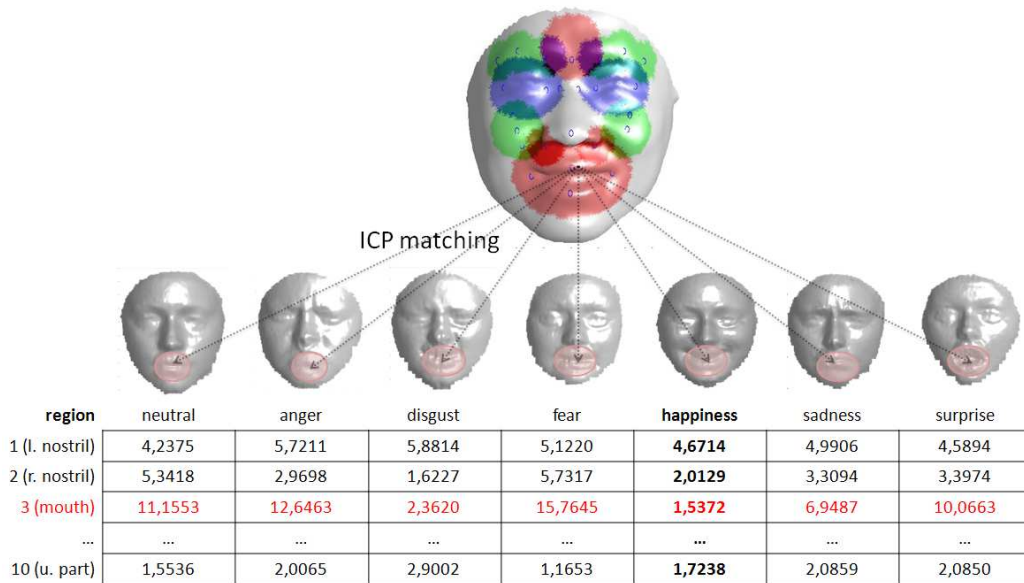 ICP matching
region neutral anger disgust fear happiness sadness surprise
1 (l. nostril) 4,2375 5,7211 5,8814 5,1220 4,6714 4,9906 4,5894
2 (r. nostril) 5,3418 2,9698 1,6227 5,7317 2,0129 3,3094 3,3974
3 (mouth) 11,1553 12,6463 2,3620 15,7645 1,5372 6,9487 10,0663
... ... ... ... ... ... ... ...
10 (u. part) 1,5536 2,0065 2,9002 1,1653 1,7238 2,0859 2,0850